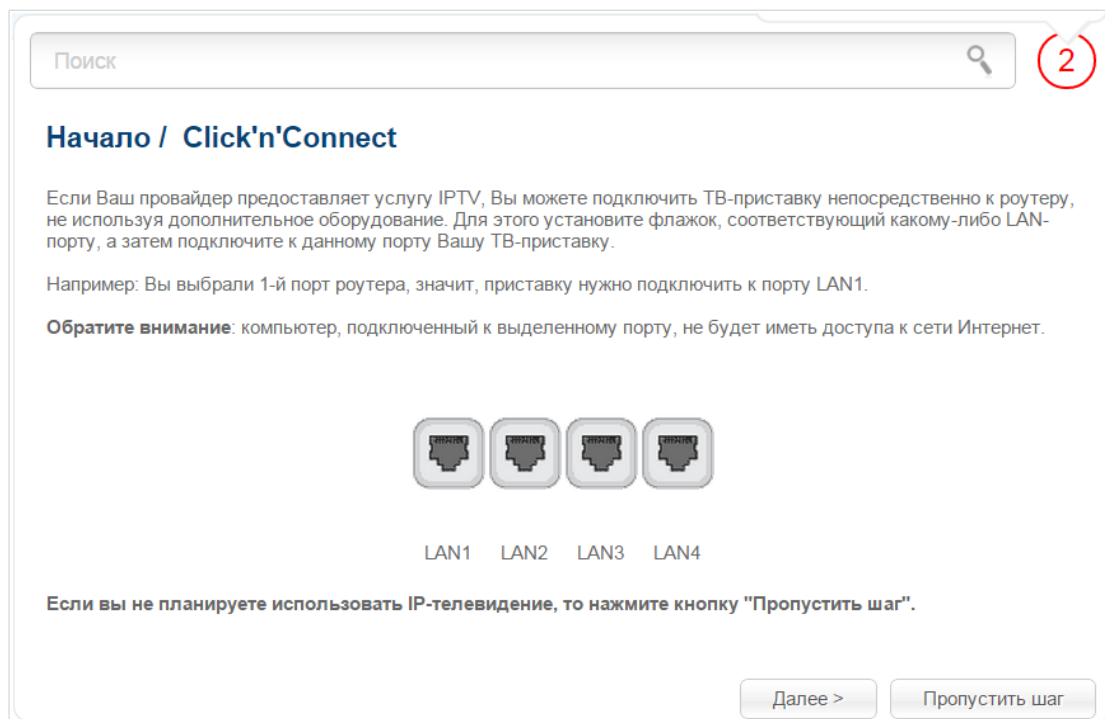 Поиск
2
Начало / Click'n'Connect
Если Ваш провайдер предоставляет услугу IPTV, Вы можете подключить ТВ-приставку непосредственно к роутеру,
не используя дополнительное оборудование. Для этого установите флажок, соответствующий какому-либо LAN-
порту, а затем подключите к данному порту Вашу ТВ-приставку.
Например: Вы выбрали 1-й порт роутера, значит, приставку нужно подключить к порту LAN1.
Обратите внимание: компьютер, подключенный к выделенному порту, не будет иметь доступа к сети Интернет.
LAN1 LAN2 LAN3 LAN4
Если вы не планируете использовать IP-телевидение, то нажмите кнопку "Пропустить шаг".
Далее > Пропустить шаг